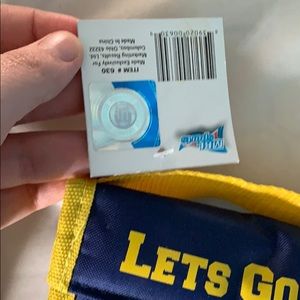 ITEM # 630
Made Exclusively For
Marketing Results, Ltd.
Columbus, Ohio 43232
Made In China
LETS GO